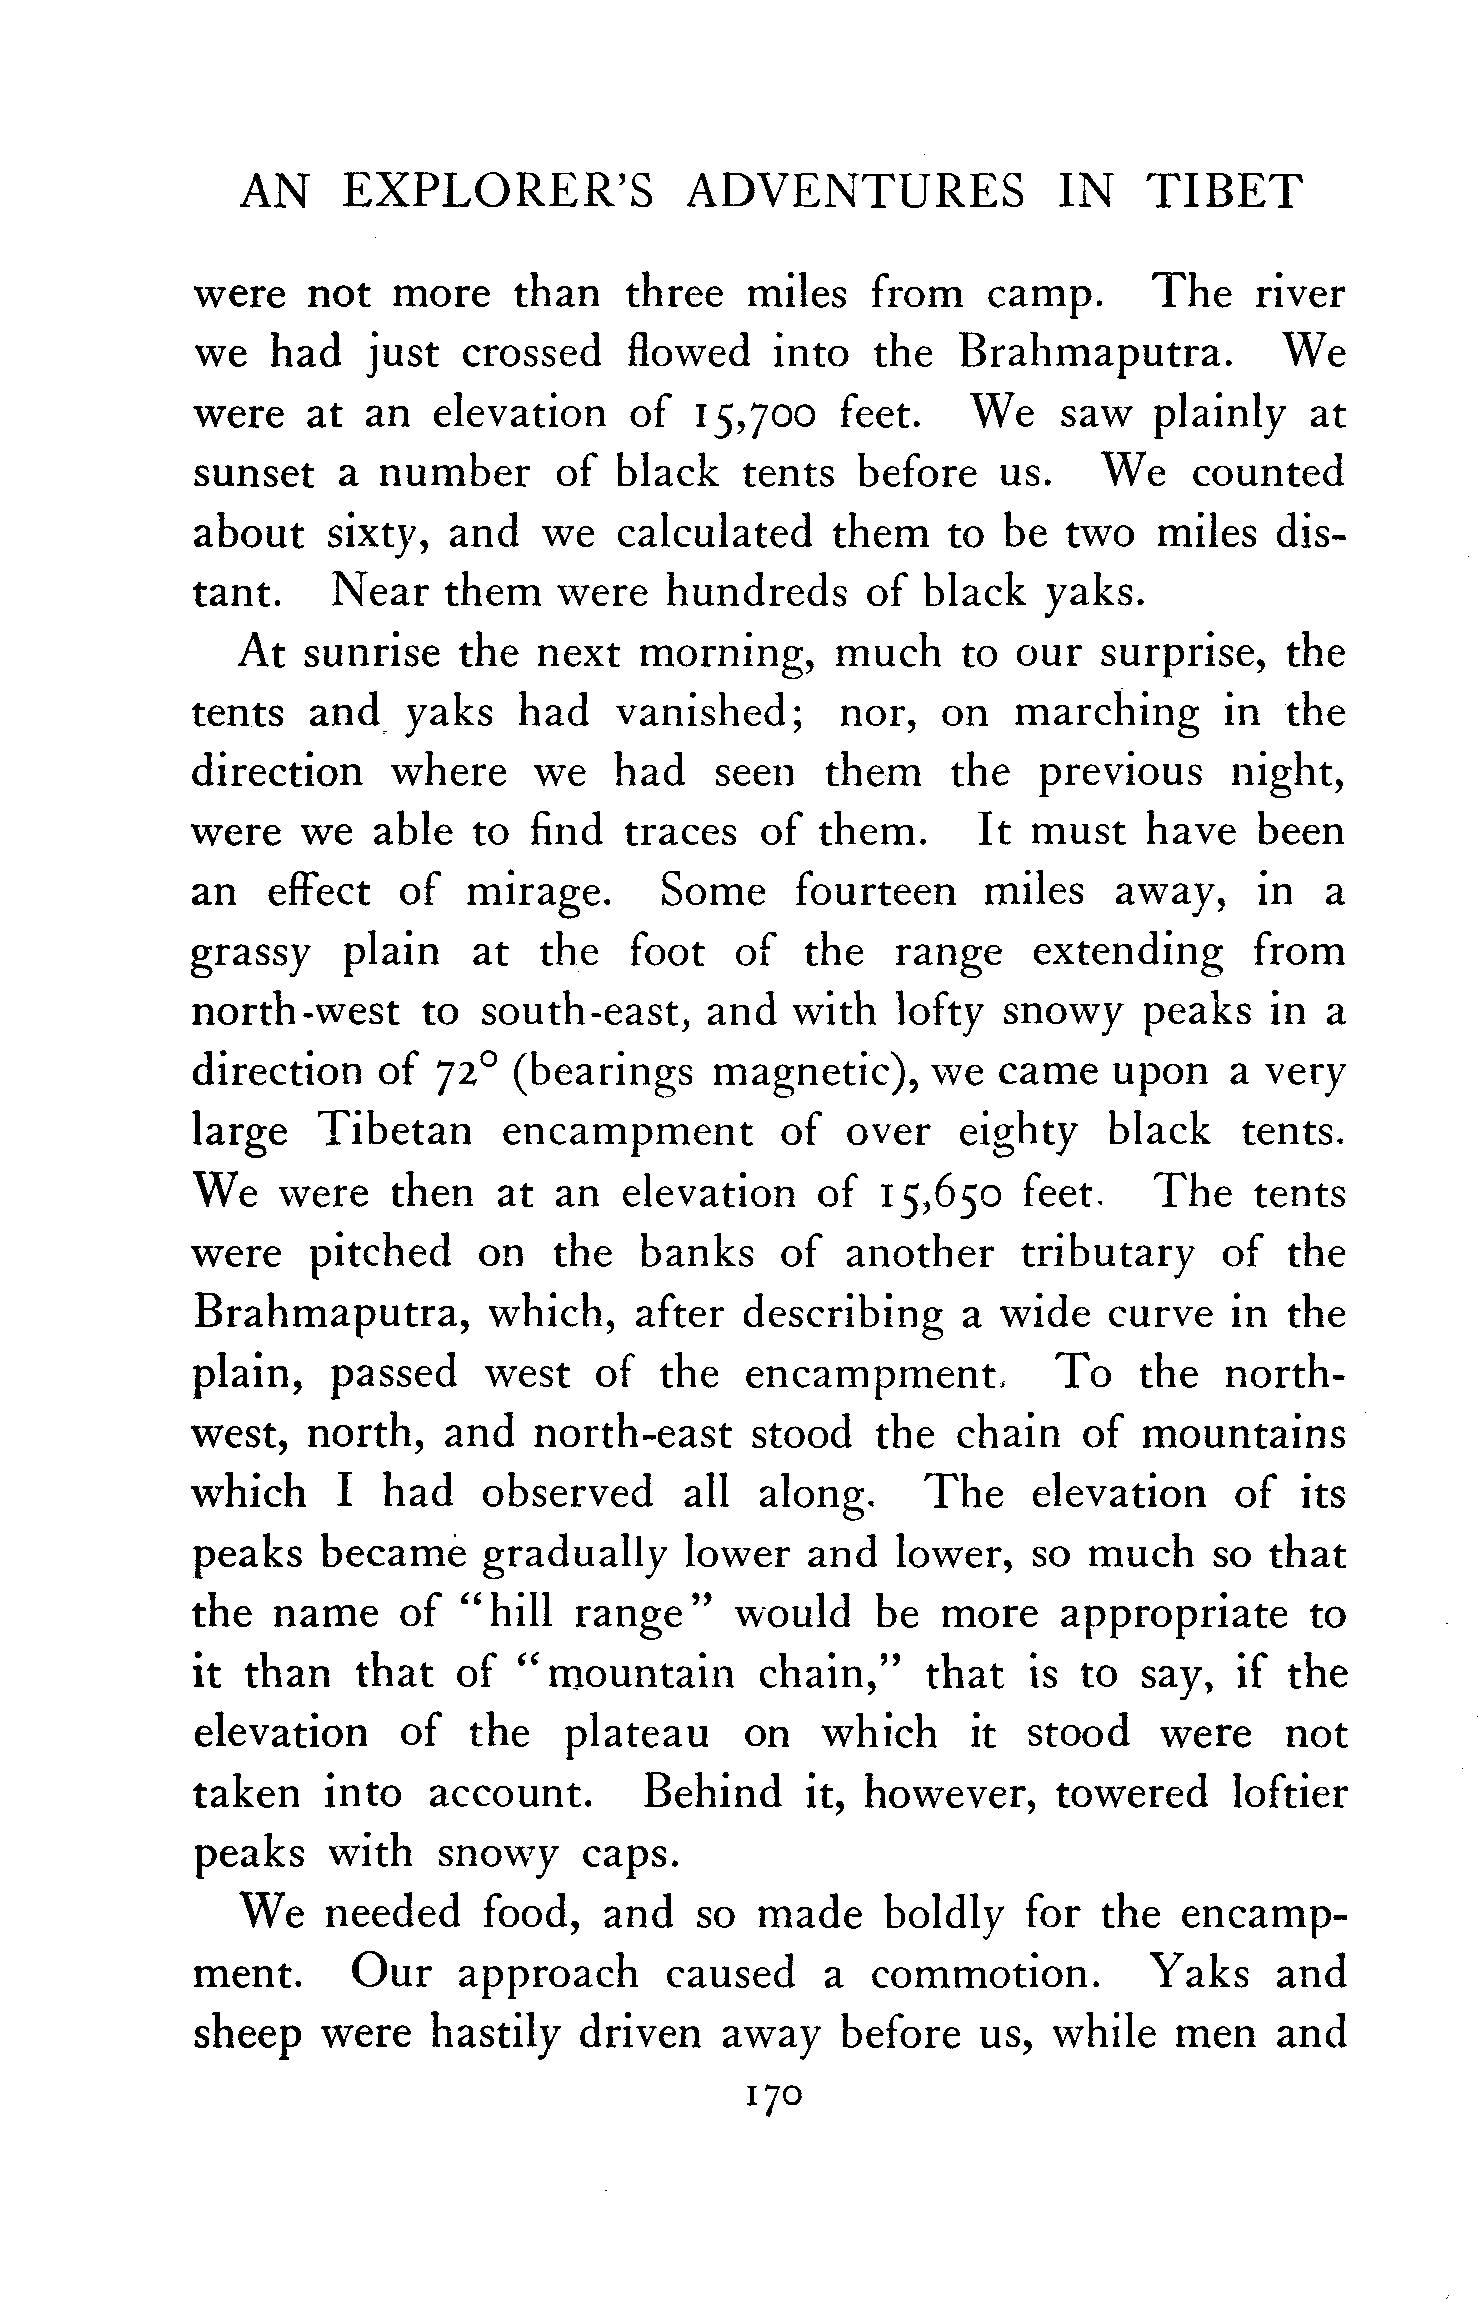 AN EXPLORER'S ADVENTURES IN TIBET
were not more than three miles from camp. The river
we had just crossed flowed into the Brahmaputra. We
were at an elevation of 15,700 feet. We saw plainly at
sunset a number of black tents before us. We counted
about sixty, and we calculated them to be two miles dis-
tant. Near them were hundreds of black yaks.
At sunrise the next morning, much to our surprise, the
tents and yaks had vanished; nor, on marching in the
direction where we had seen them the previous night,
were we able to find traces of them. It must have been
an effect of mirage. Some fourteen miles away, in a
grassy plain at the foot of the range extending from
north-west to south-east, and with lofty snowy peaks in a
direction of 72° (bearings magnetic), we came upon a very
large Tibetan encampment of over eighty black tents.
We were then at an elevation of 15,650 feet. The tents
were pitched on the banks of another tributary of the
Brahmaputra, which, after describing a wide curve in the
plain, passed west of the encampment. To the north-
west, north, and north-east stood the chain of mountains
which I had observed all along. The elevation of its
peaks became gradually lower and lower, so much so that
the name of "hill range" would be more appropriate to
it than that of "mountain chain," that is to say, if the
elevation of the plateau on which it stood were not
taken into account. Behind it, however, towered loftier
peaks with snowy caps.
We needed food, and so made boldly for the encamp-
ment. Our approach caused a commotion. Yaks and
sheep were hastily driven away before us, while men and
170